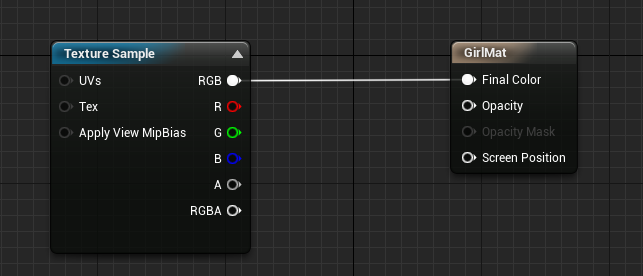 Texture Sample
UVs
RGB
Tex
R
Apply View MipBias
G
B
A
RGBA
GirlMat
Final Color
Opacity
Opacity Mask
Screen Position